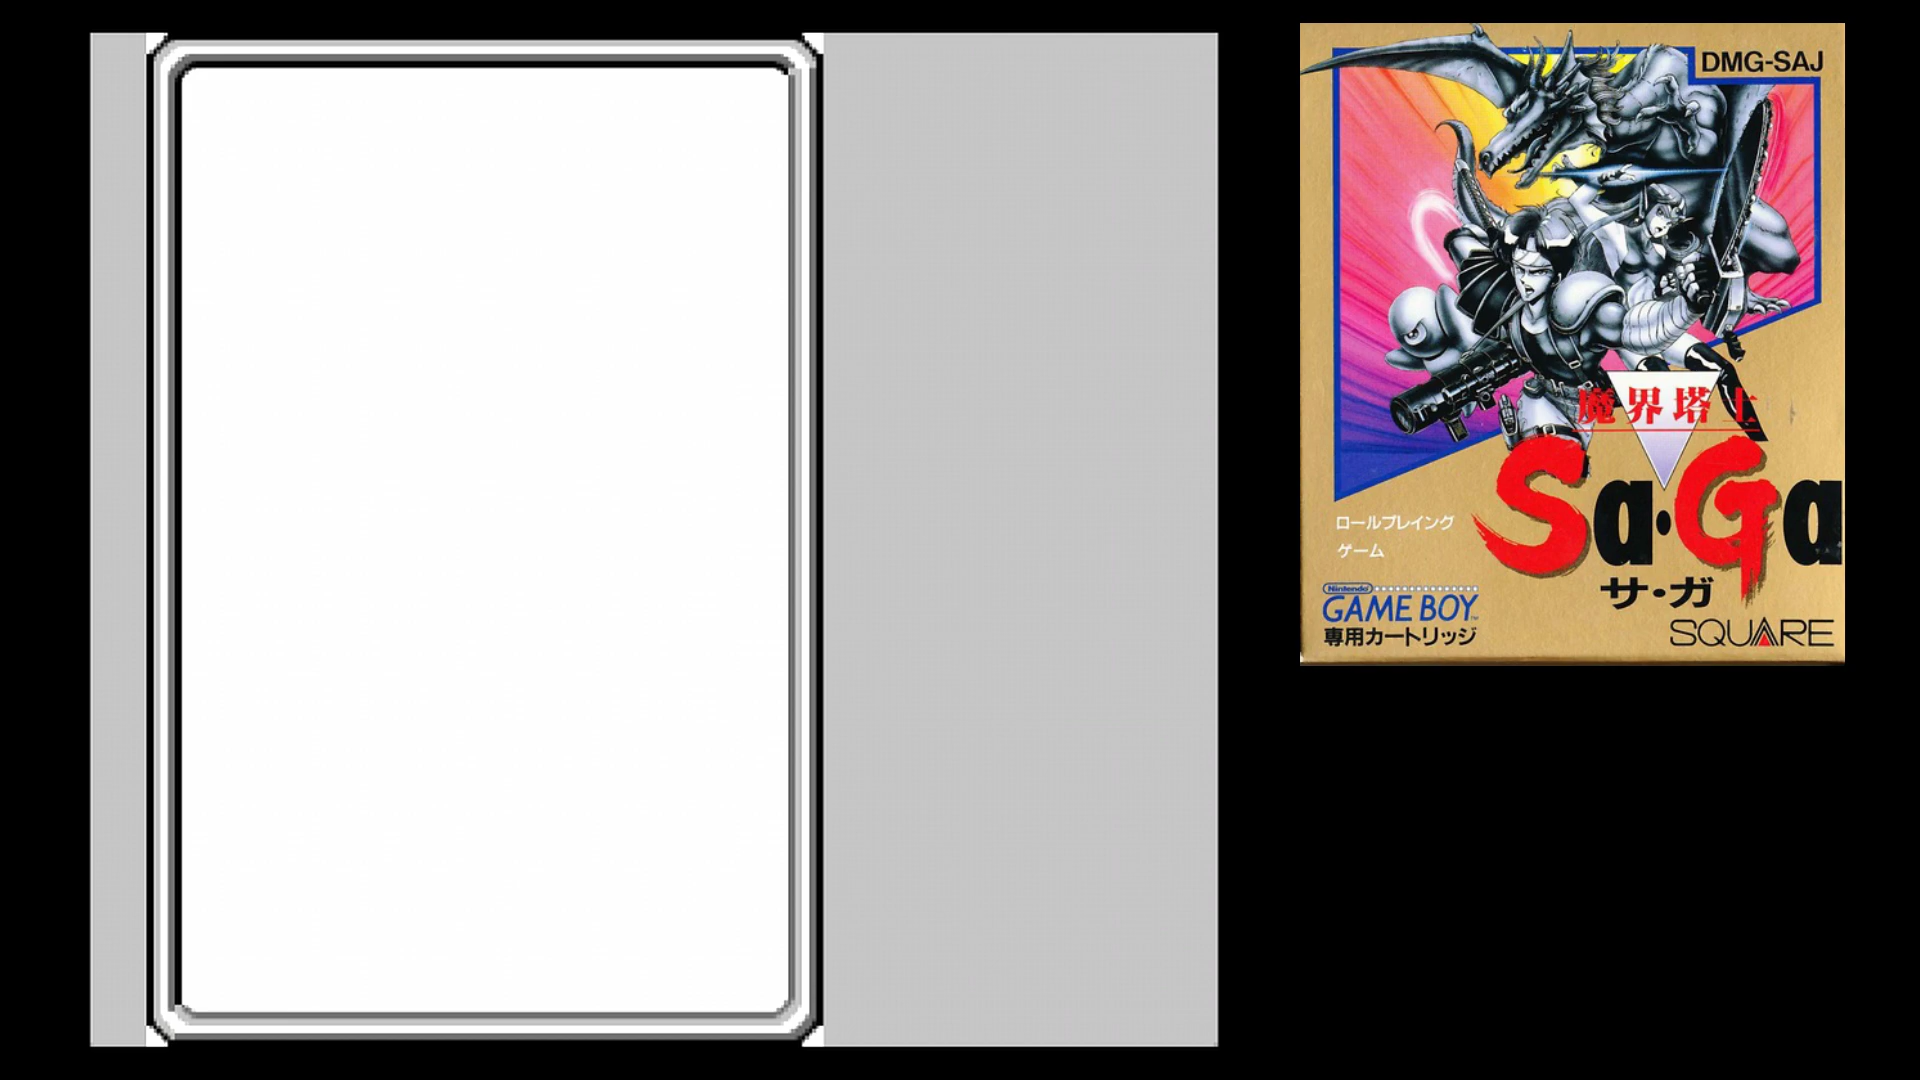 DMG-SAJ
魔界塔士
Sa・Ga
サ・ガ
ロールプレイング
ゲーム
Nintendo
GAME BOY™
専用カートリッジ
SQUARE